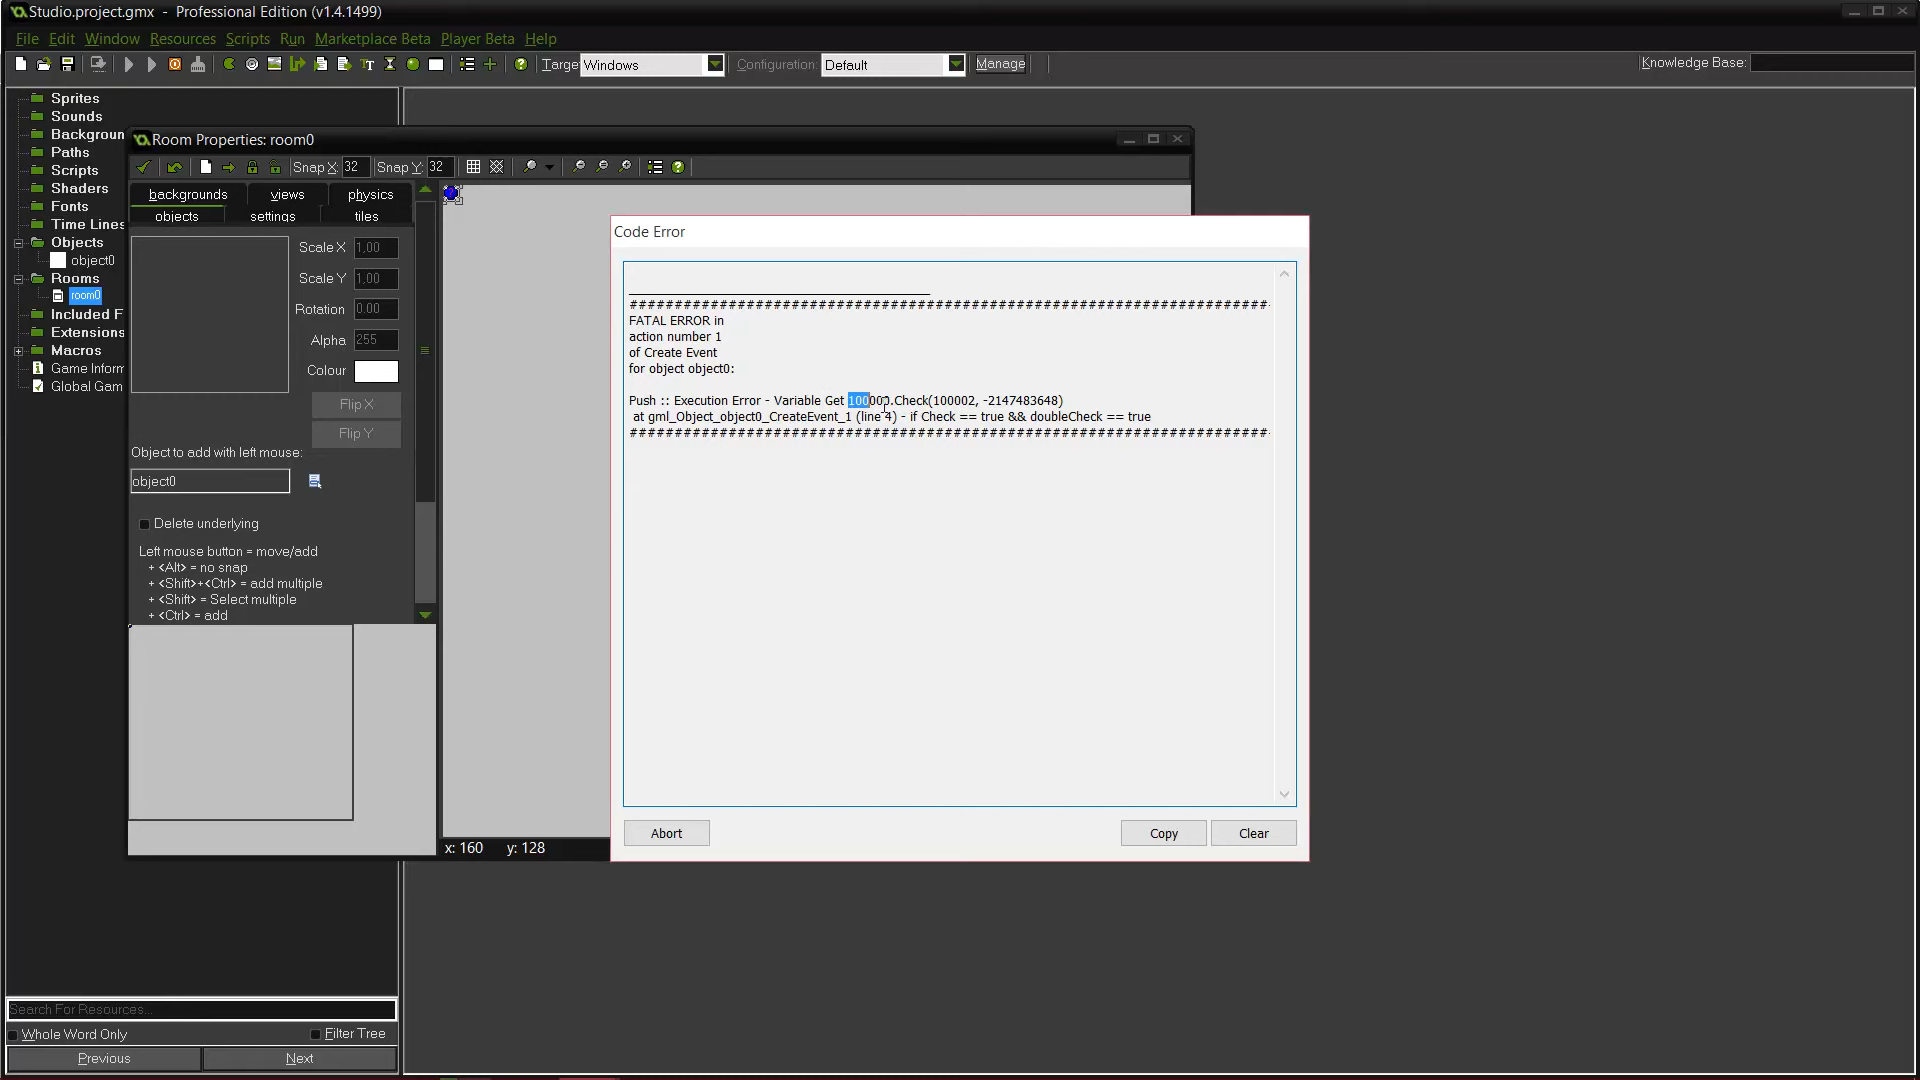 Studio.project.gmx - Professional Edition (v1.4.1499)
File Edit Window Resources Scripts Run Marketplace Beta Player Beta Help
Targe Windows Configuration: Default Manage Knowledge Base:
Sprites
Sounds
Backgroun
Paths
Scripts
Shaders
Fonts
Time Lines
Objects
object0
Rooms
room0
Included F
Extensions
Macros
Game Inforn
Global Gam
Room Properties: room0
Snap X: 32 Snap Y: 32
backgrounds views physics
objects settings tiles
Scale X 1,00
Scale Y 1,00
Rotation 0.00
Alpha 255
Colour
Flip X
Flip Y
Object to add with left mouse:
object0
Delete underlying
Left mouse button = move/add
+ <Alt> = no snap
+ <Shift>+<Ctrl> = add multiple
+ <Shift> = Select multiple
+ <Ctrl> = add
x: 160 y: 128
Code Error
FATAL ERROR in
action number 1
of Create Event
for object object0:
Push :: Execution Error - Variable Get .Check(100002, -2147483648)
at gml_Object_object0_CreateEvent_1 (line 4) - if Check == true && doubleCheck == true
Abort Copy Clear
Search For Resources...
Whole Word Only Filter Tree
Previous Next